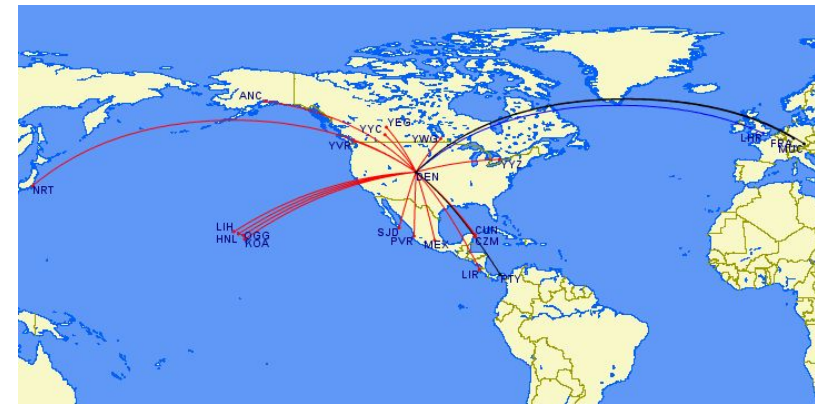 ANC
YEG
YYC
YWG
YVR
YYZ
LHR
FRA
MUC
DEN
NRT
LIH
HNL
OGG
KOA
SJD
PVR
MEX
CUN
CZM
LIR
PTY